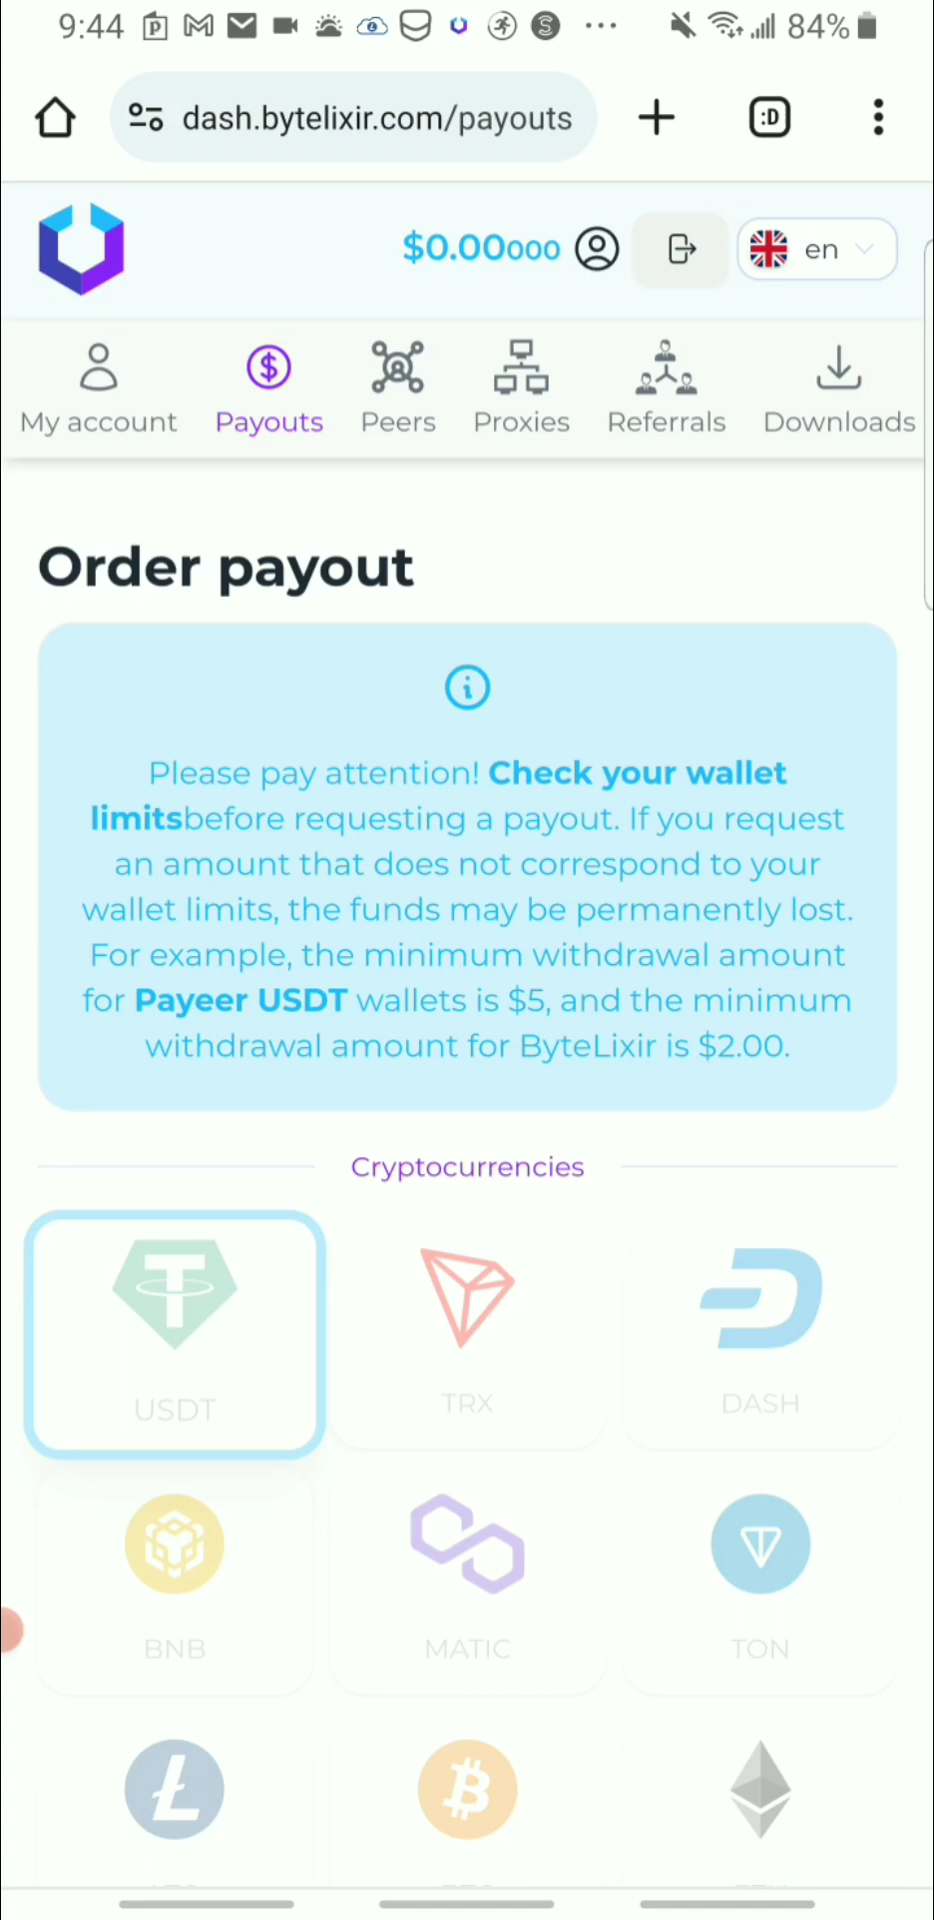 9:44
84%
dash.bytelixir.com/payouts
:D
$0.00000
en
My account
Payouts
Peers
Proxies
Referrals
Downloads
Order payout
Please pay attention! Check your wallet
limitsbefore requesting a payout. If you request
an amount that does not correspond to your
wallet limits, the funds may be permanently lost.
For example, the minimum withdrawal amount
for Payeer USDT wallets is $5, and the minimum
withdrawal amount for ByteLixir is $2.00.
Cryptocurrencies
USDT
TRX
DASH
BNB
MATIC
TON